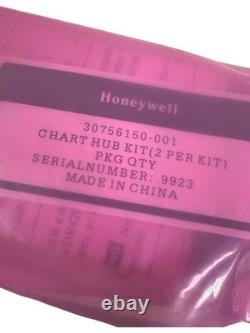 Honeywell
30756150-001
CHART HUB KIT(2 PER KIT)
PKG QTY
SERIALNUMBER: .9923
MADE IN CHINA